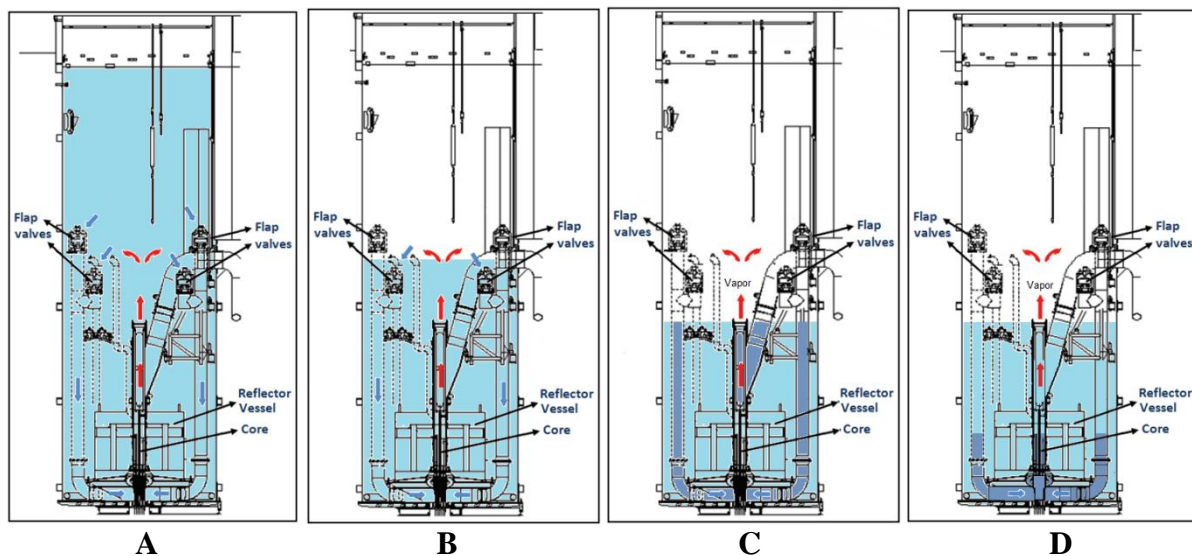 Flap
valves
Flap
valves
Reflector
Vessel
Core
A
Flap
valves
Flap
valves
Reflector
Vessel
Core
B
Flap
valves
Flap
valves
Vapor
Reflector
Vessel
Core
C
Flap
valves
Flap
valves
Vapor
Reflector
Vessel
Core
D